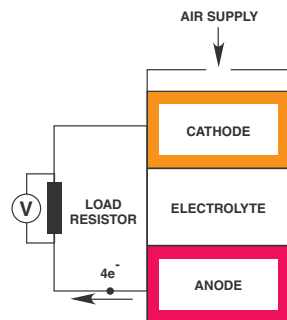 AIR SUPPLY
CATHODE
V
LOAD
RESISTOR
ELECTROLYTE
4e⁻
ANODE